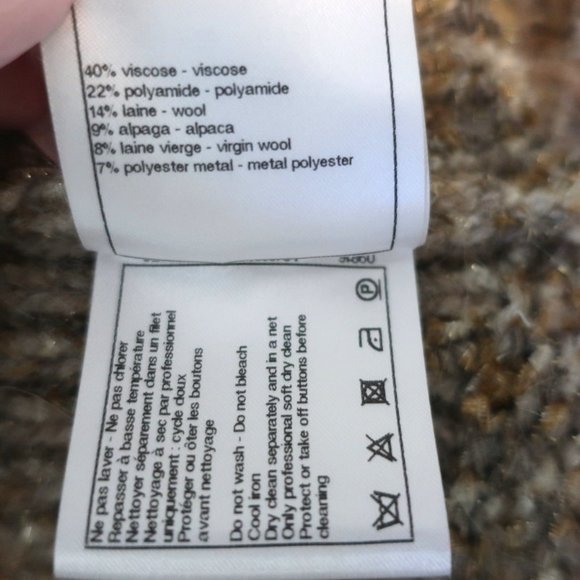 40% viscose - viscose
22% polyamide - polyamide
14% laine - wool
9% alpaga - alpaca
8% laine vierge - virgin wool
7% polyester metal - metal polyester
Ne pas laver - Ne pas chlorer
Repasser à basse température
Nettoyer séparement dans un filet
Nettoyage à sec par professionnel
uniquement : cycle doux
Protéger ou ôter les boutons
avant nettoyage
Do not wash - Do not bleach
Cool iron
Dry clean separately and in a net
Only professional soft dry clean
Protect or take off buttons before
cleaning
P